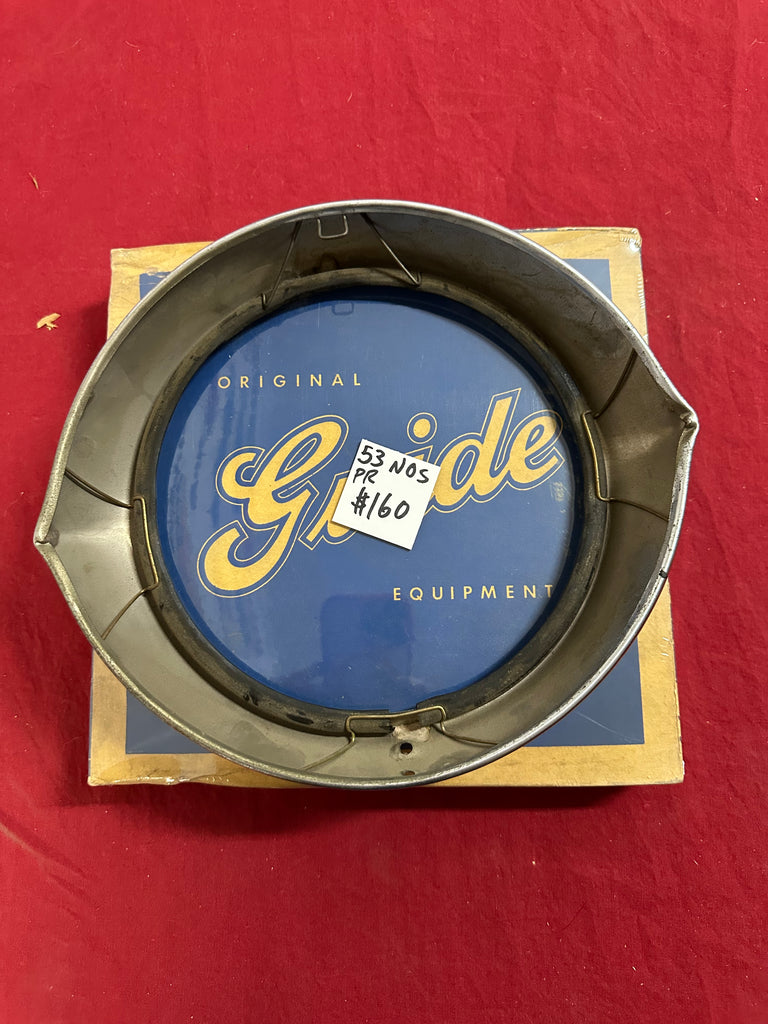 ORIGINAL
Guide
53 NOS
PR
$160
EQUIPMENT